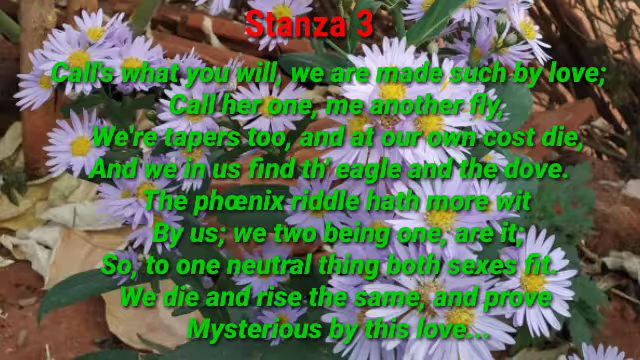 Stanza 3
Call's what you will, we are made such by love;
Call her one, me another fly,
We're tapers too, and at our own cost die,
And we in us find th' eagle and the dove.
The phœnix riddle hath more wit
By us; we two being one, are it;
So, to one neutral thing both sexes fit.
We die and rise the same, and prove
Mysterious by this love...